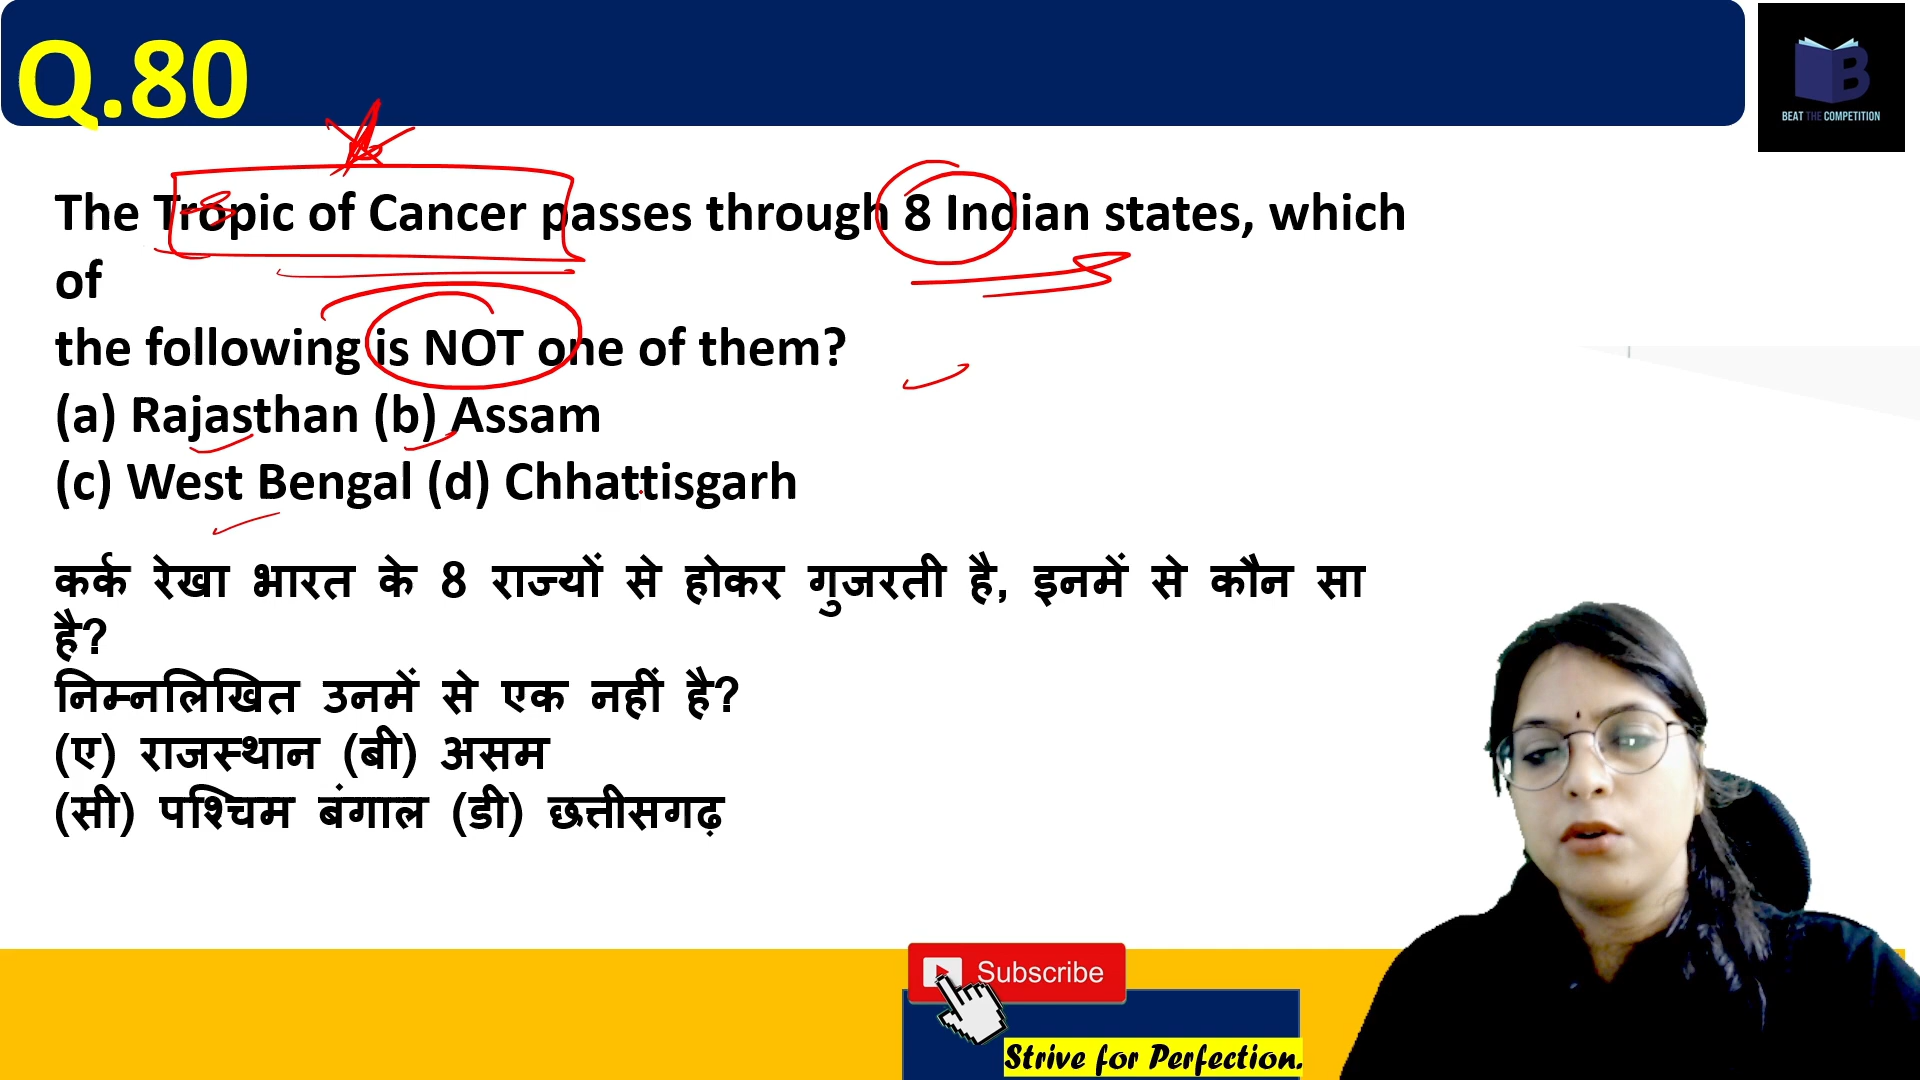 Q.80
BEAT THE COMPETITION
The Tropic of Cancer passes through 8 Indian states, which
of
the following is NOT one of them?
(a) Rajasthan (b) Assam
(c) West Bengal (d) Chhattisgarh
कर्क रेखा भारत के 8 राज्यों से होकर गुजरती है, इनमें से कौन सा
है?
निम्नलिखित उनमें से एक नहीं है?
(ए) राजस्थान (बी) असम
(सी) पश्चिम बंगाल (डी) छत्तीसगढ़
Subscribe
Strive for Perfection.